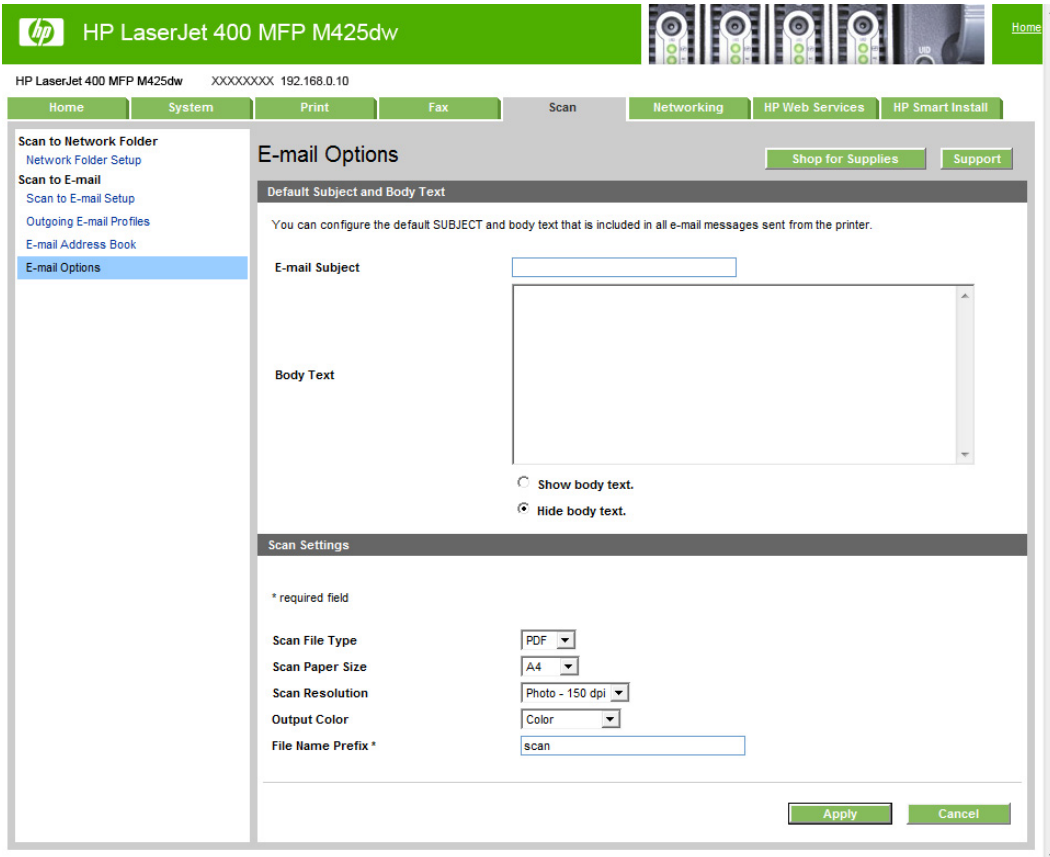 hp HP LaserJet 400 MFP M425dw
Home
HP LaserJet 400 MFP M425dw XXXXXXXX 192.168.0.10
Home System Print Fax Scan Networking HP Web Services HP Smart Install
Scan to Network Folder
Network Folder Setup
Scan to E-mail
Scan to E-mail Setup
Outgoing E-mail Profiles
E-mail Address Book
E-mail Options
E-mail Options
Shop for Supplies Support
Default Subject and Body Text
You can configure the default SUBJECT and body text that is included in all e-mail messages sent from the printer.
E-mail Subject
Body Text
Show body text.
Hide body text.
Scan Settings
* required field
Scan File Type PDF
Scan Paper Size A4
Scan Resolution Photo - 150 dpi
Output Color Color
File Name Prefix * scan
Apply Cancel